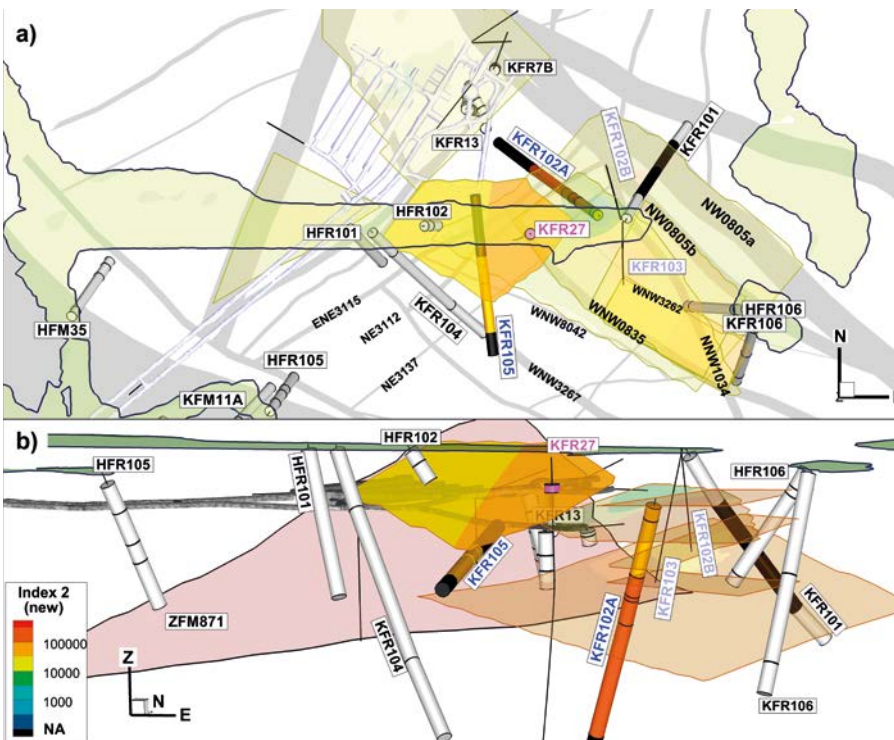 a)
KFR7B
KFR13
KFR102A
KFR102B
KFR101
HFR102
HFR101
KFR27
NW0805a
NW0805b
KFR103
WNW3262
HFR106
KFR106
HFM35
ENE3115
NE3112
NE3137
KFR104
KFR105
WNW8042
WNW0835
WNW3267
NNW1034
HFR105
KFM11A
N
b)
HFR102
KFR27
HFR105
HFR101
HFR106
KFR13
KFR105
KFR102B
KFR103
KFR101
ZFM871
KFR104
KFR102A
KFR106
Index 2
(new)
100000
10000
1000
NA
Z
N
E